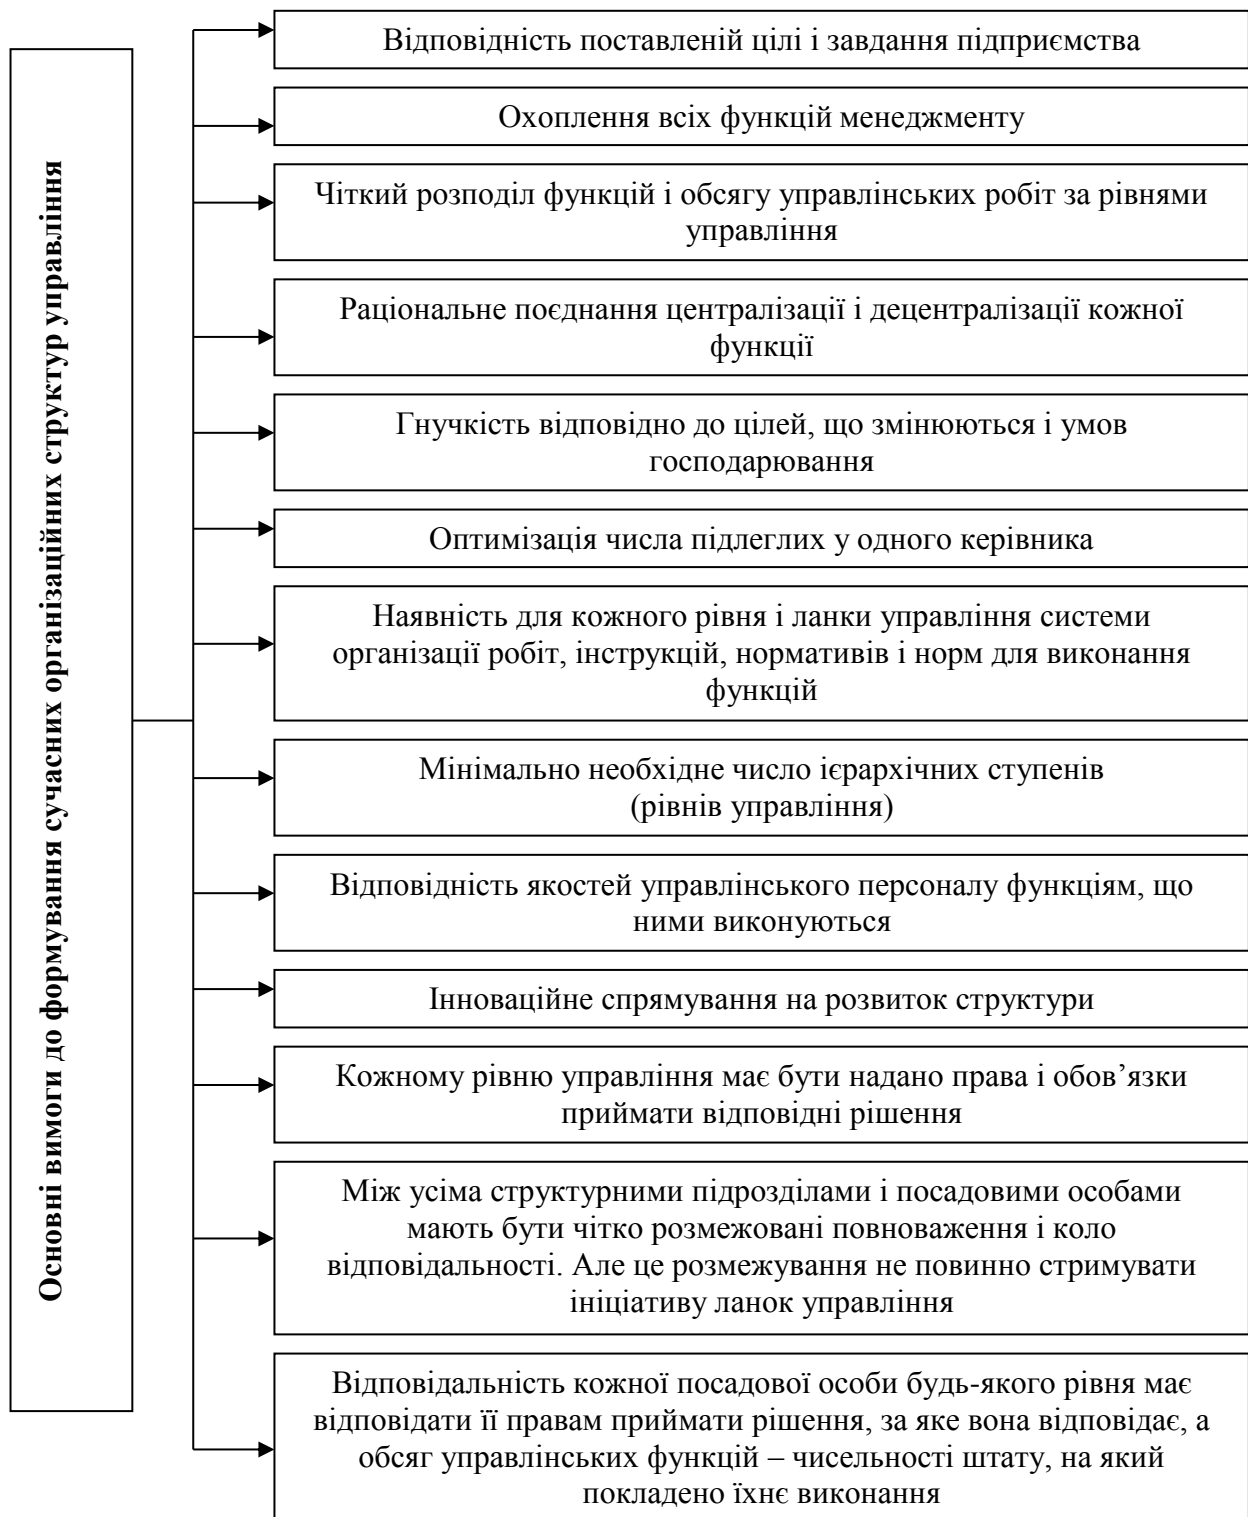 Основні вимоги до формування сучасних організаційних структур управління
Відповідність поставленій цілі і завдання підприємства
Охоплення всіх функцій менеджменту
Чіткий розподіл функцій і обсягу управлінських робіт за рівнями
управління
Раціональне поєднання централізації і децентралізації кожної
функції
Гнучкість відповідно до цілей, що змінюються і умов
господарювання
Оптимізація числа підлеглих у одного керівника
Наявність для кожного рівня і ланки управління системи
організації робіт, інструкцій, нормативів і норм для виконання
функцій
Мінімально необхідне число ієрархічних ступенів
(рівнів управління)
Відповідність якостей управлінського персоналу функціям, що
ними виконуються
Інноваційне спрямування на розвиток структури
Кожному рівню управління має бути надано права і обов’язки
приймати відповідні рішення
Між усіма структурними підрозділами і посадовими особами
мають бути чітко розмежовані повноваження і коло
відповідальності. Але це розмежування не повинно стримувати
ініціативу ланок управління
Відповідальність кожної посадової особи будь-якого рівня має
відповідати її правам приймати рішення, за яке вона відповідає, а
обсяг управлінських функцій – чисельності штату, на який
покладено їхнє виконання